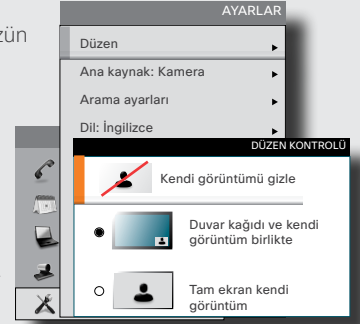 zün
AYARLAR
Düzen
Ana kaynak: Kamera
Arama ayarları
Dil: İngilizce
DÜZEN KONTROLÜ
Kendi görüntümü gizle
Duvar kağıdı ve kendi
görüntüm birlikte
Tam ekran kendi
görüntüm